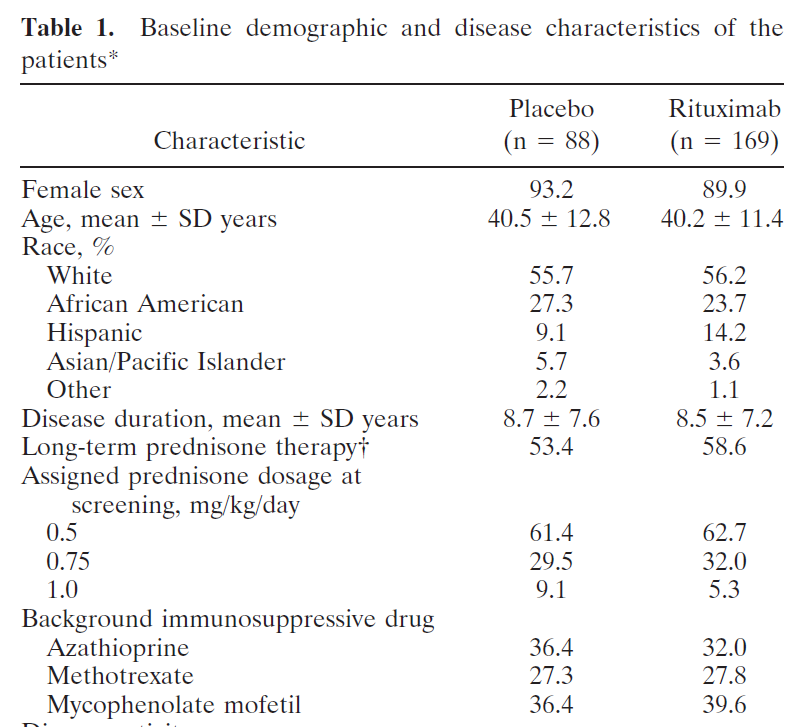 Table 1. Baseline demographic and disease characteristics of the
patients*
Placebo Rituximab
Characteristic (n = 88) (n = 169)
Female sex 93.2 89.9
Age, mean ± SD years 40.5 ± 12.8 40.2 ± 11.4
Race, %
White 55.7 56.2
African American 27.3 23.7
Hispanic 9.1 14.2
Asian/Pacific Islander 5.7 3.6
Other 2.2 1.1
Disease duration, mean ± SD years 8.7 ± 7.6 8.5 ± 7.2
Long-term prednisone therapy† 53.4 58.6
Assigned prednisone dosage at
screening, mg/kg/day
0.5 61.4 62.7
0.75 29.5 32.0
1.0 9.1 5.3
Background immunosuppressive drug
Azathioprine 36.4 32.0
Methotrexate 27.3 27.8
Mycophenolate mofetil 36.4 39.6